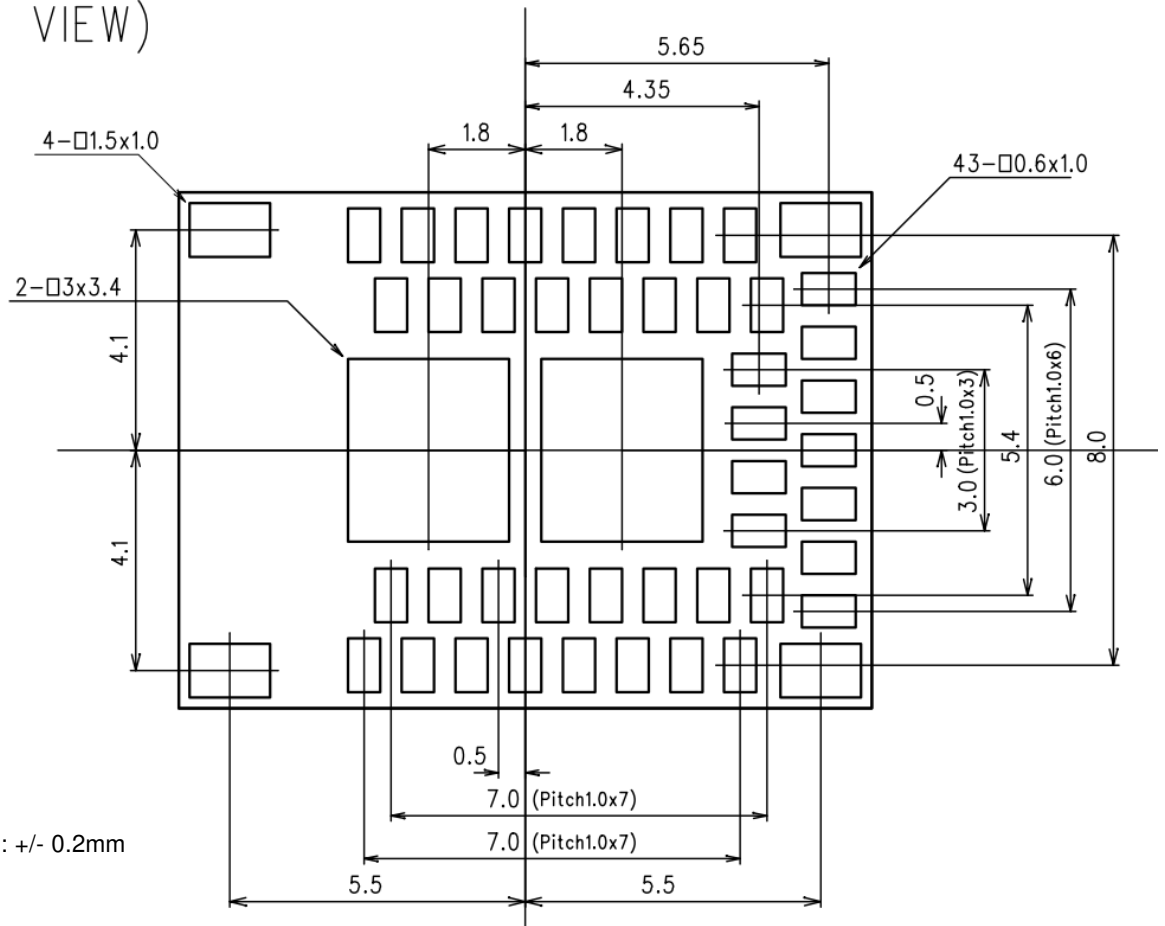 VIEW)
5.65
4.35
1.8
1.8
4-□1.5x1.0
43-□0.6x1.0
2-□3x3.4
4.1
4.1
0.5
3.0 (Pitch1.0x3)
5.4
6.0 (Pitch1.0x6)
8.0
0.5
7.0 (Pitch1.0x7)
7.0 (Pitch1.0x7)
: +/- 0.2mm
5.5
5.5